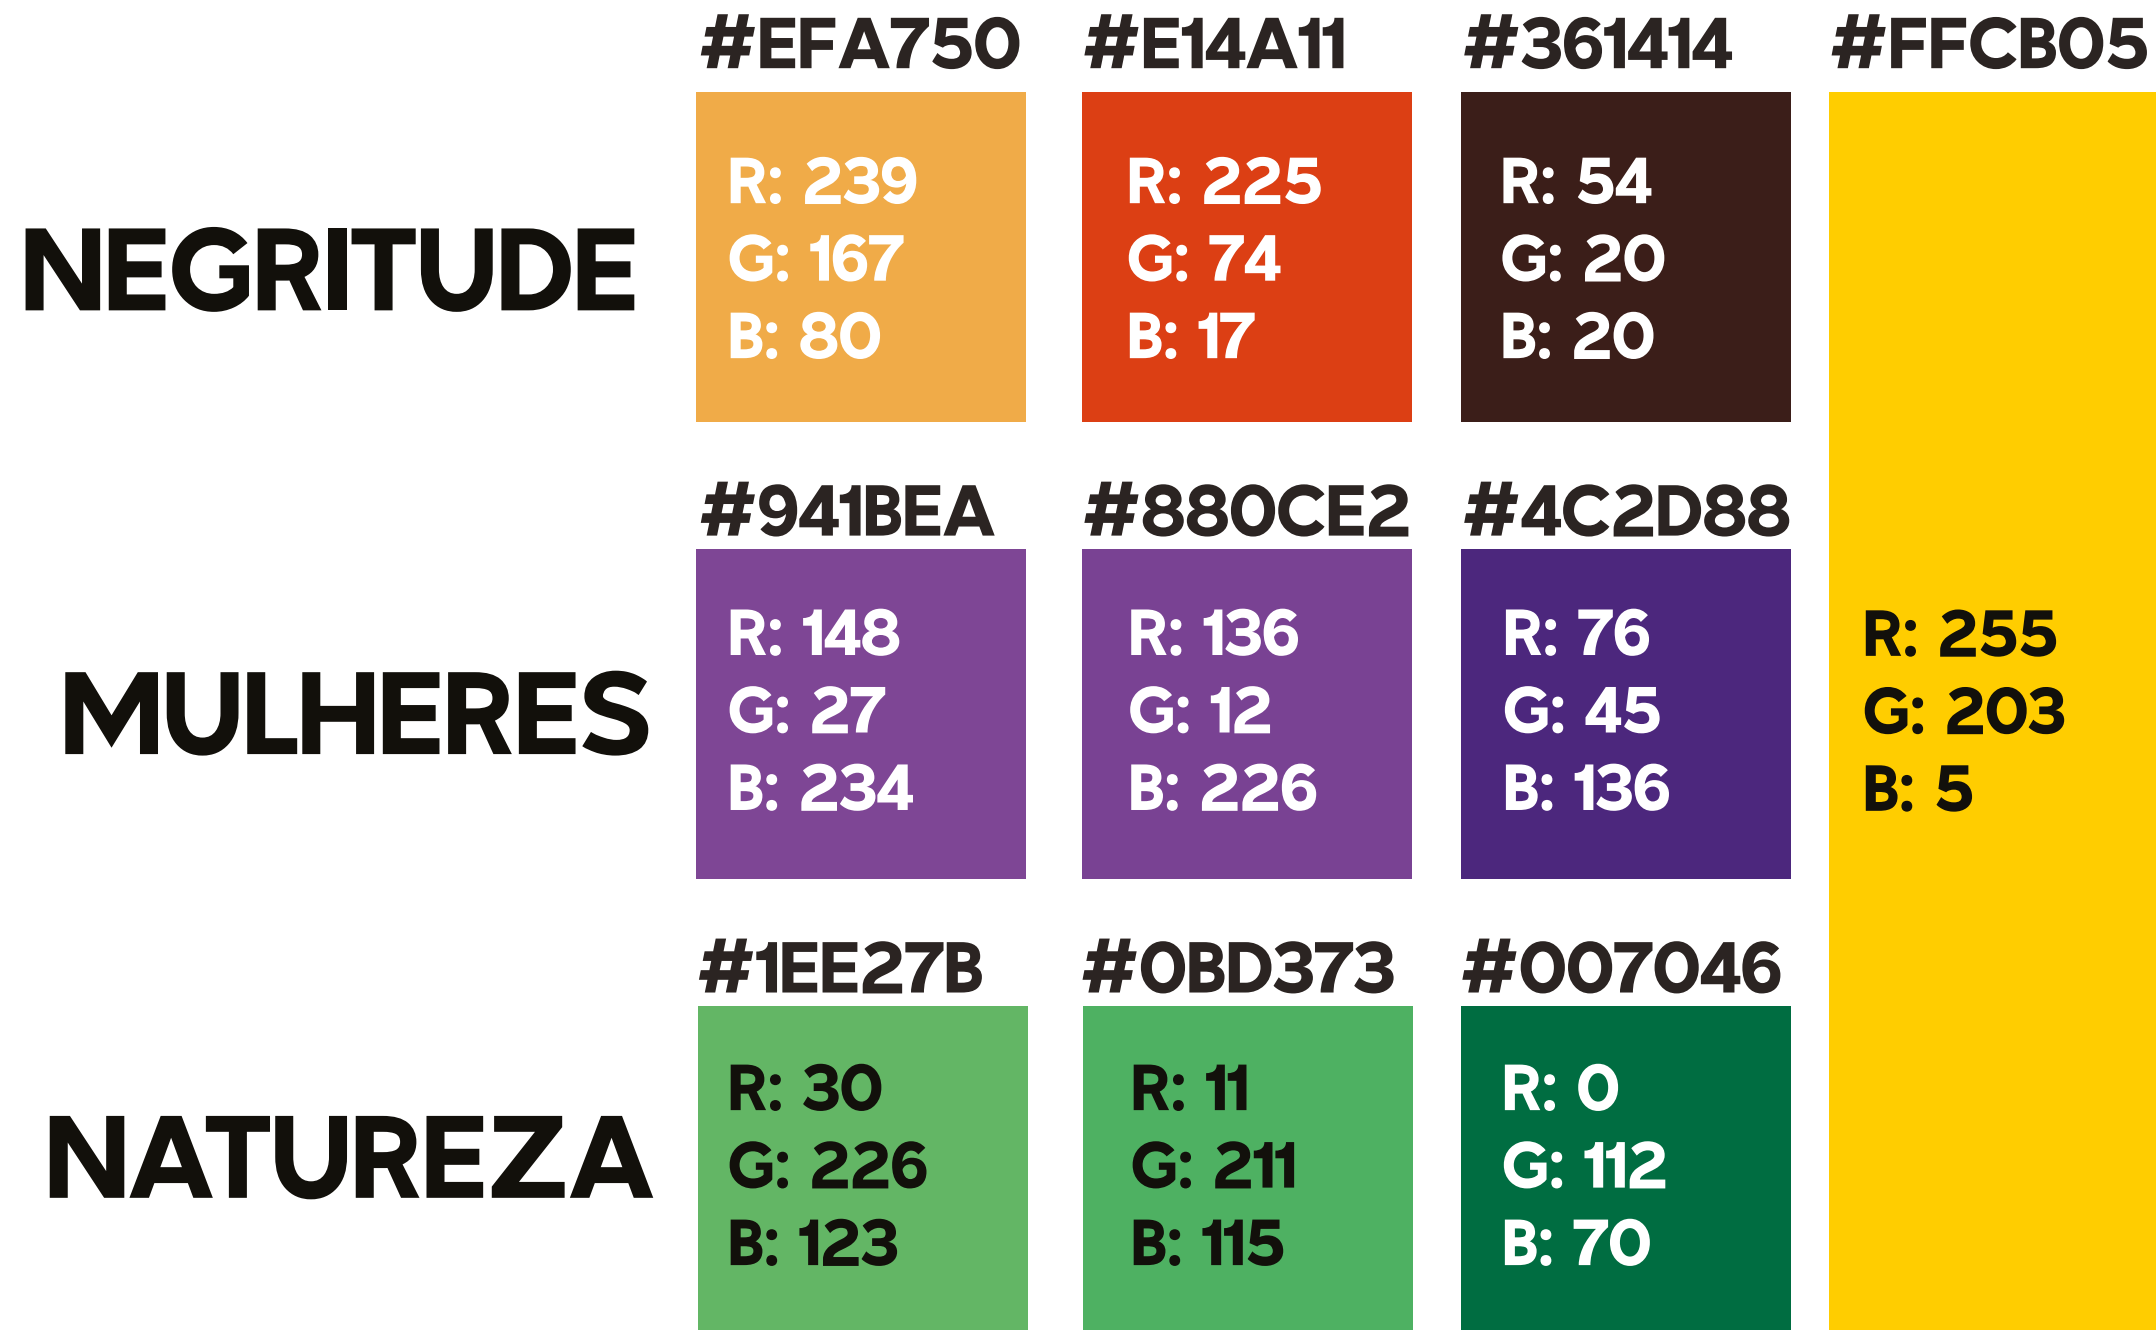 #EFA750 #E14A11 #361414 #FFCB05
NEGRITUDE
R: 239
G: 167
B: 80
R: 225
G: 74
B: 17
R: 54
G: 20
B: 20
#941BEA #880CE2 #4C2D88
MULHERES
R: 148
G: 27
B: 234
R: 136
G: 12
B: 226
R: 76
G: 45
B: 136
R: 255
G: 203
B: 5
#1EE27B #0BD373 #007046
NATUREZA
R: 30
G: 226
B: 123
R: 11
G: 211
B: 115
R: 0
G: 112
B: 70